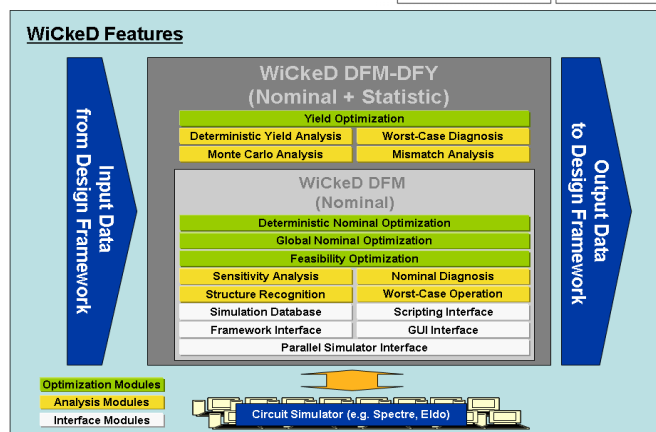 WiCkeD Features
Input Data
from Design Framework
WiCkeD DFM-DFY
(Nominal + Statistic)
Yield Optimization
Deterministic Yield Analysis
Worst-Case Diagnosis
Monte Carlo Analysis
Mismatch Analysis
WiCkeD DFM
(Nominal)
Deterministic Nominal Optimization
Global Nominal Optimization
Feasibility Optimization
Sensitivity Analysis
Nominal Diagnosis
Structure Recognition
Worst-Case Operation
Simulation Database
Scripting Interface
Framework Interface
GUI Interface
Parallel Simulator Interface
Output Data
to Design Framework
Optimization Modules
Analysis Modules
Interface Modules
Circuit Simulator (e.g. Spectre, Eldo)